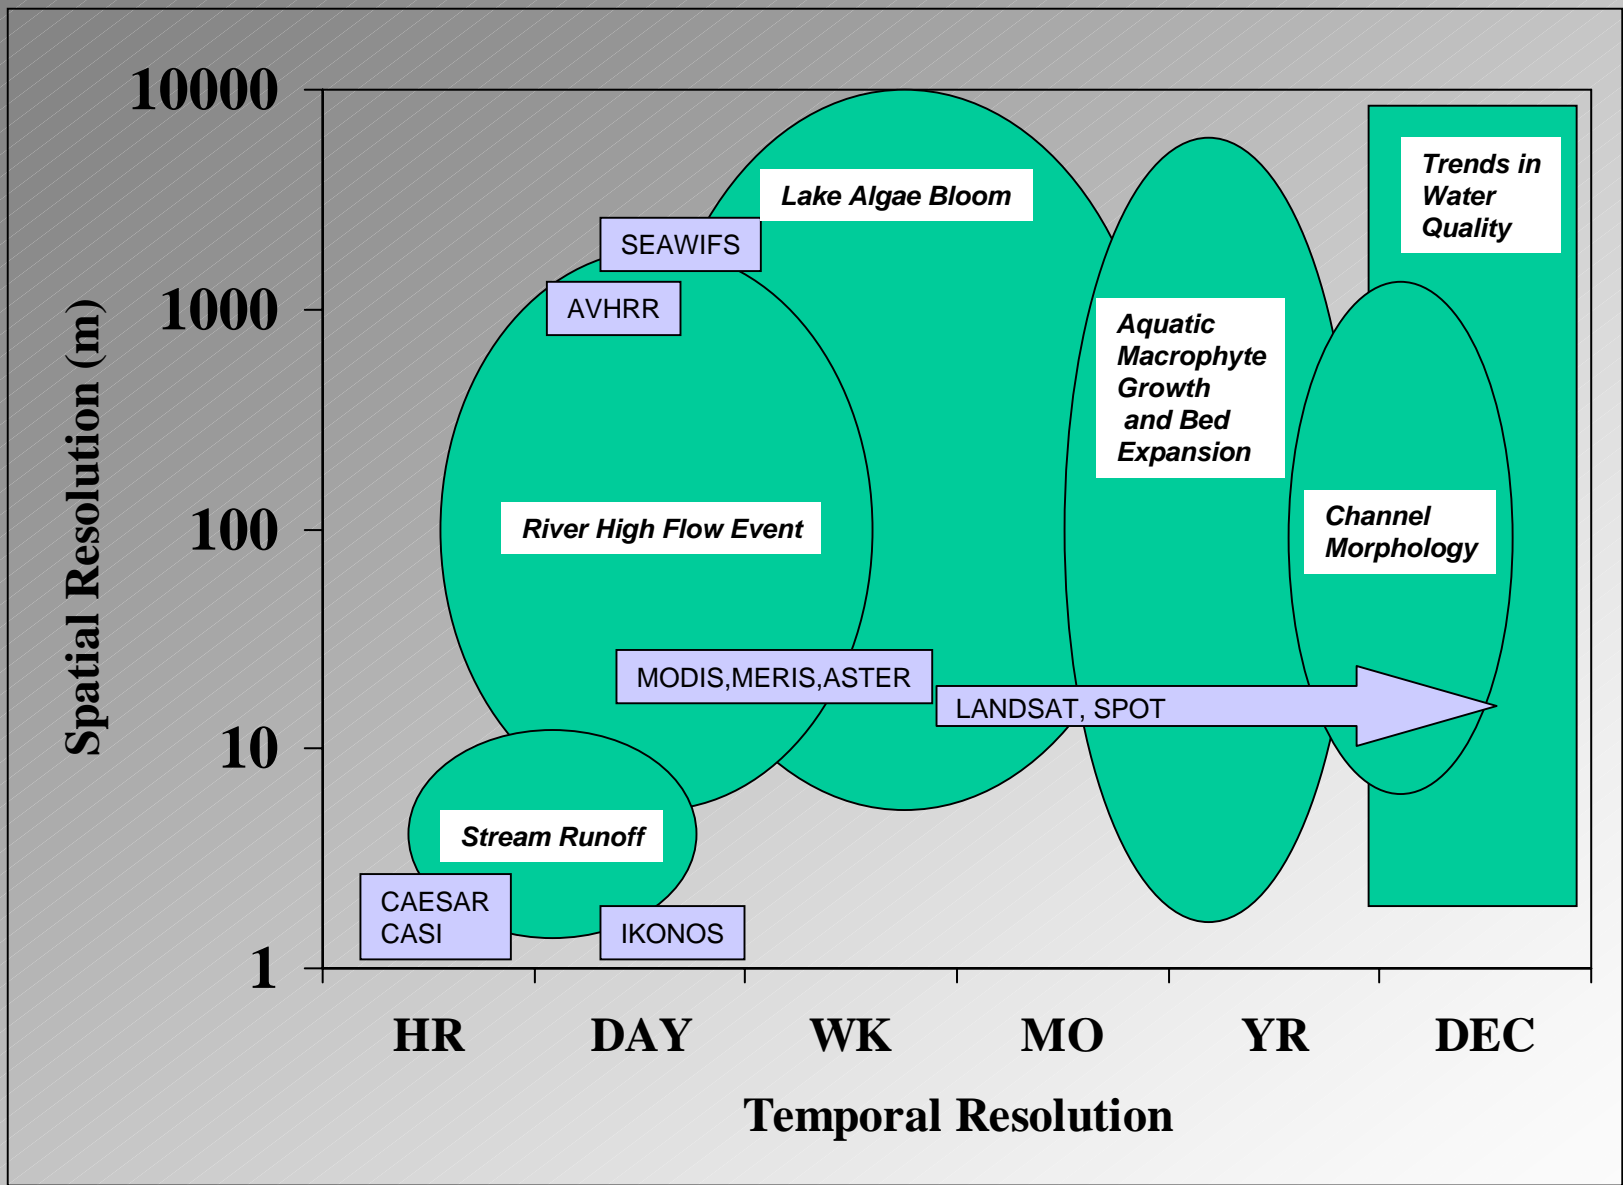 10000
1000
100
10
1
Spatial Resolution (m)
Lake Algae Bloom
Trends in
Water
Quality
SEAWIFS
AVHRR
Aquatic
Macrophyte
Growth
and Bed
Expansion
River High Flow Event
Channel
Morphology
MODIS,MERIS,ASTER
LANDSAT, SPOT
Stream Runoff
CAESAR
CASI
IKONOS
HR DAY WK MO YR DEC
Temporal Resolution